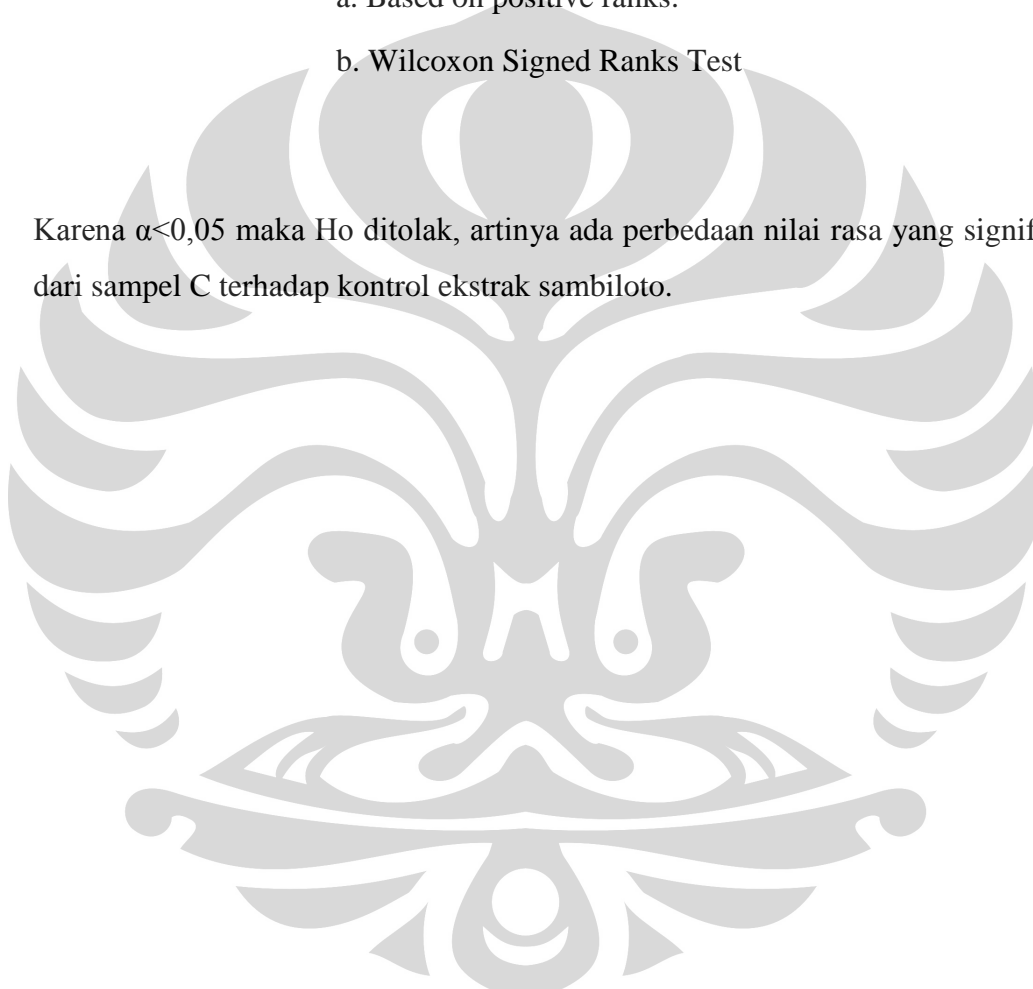 a. Based on positive ranks.
b. Wilcoxon Signed Ranks Test
Karena α<0,05 maka Ho ditolak, artinya ada perbedaan nilai rasa yang signif
dari sampel C terhadap kontrol ekstrak sambiloto.